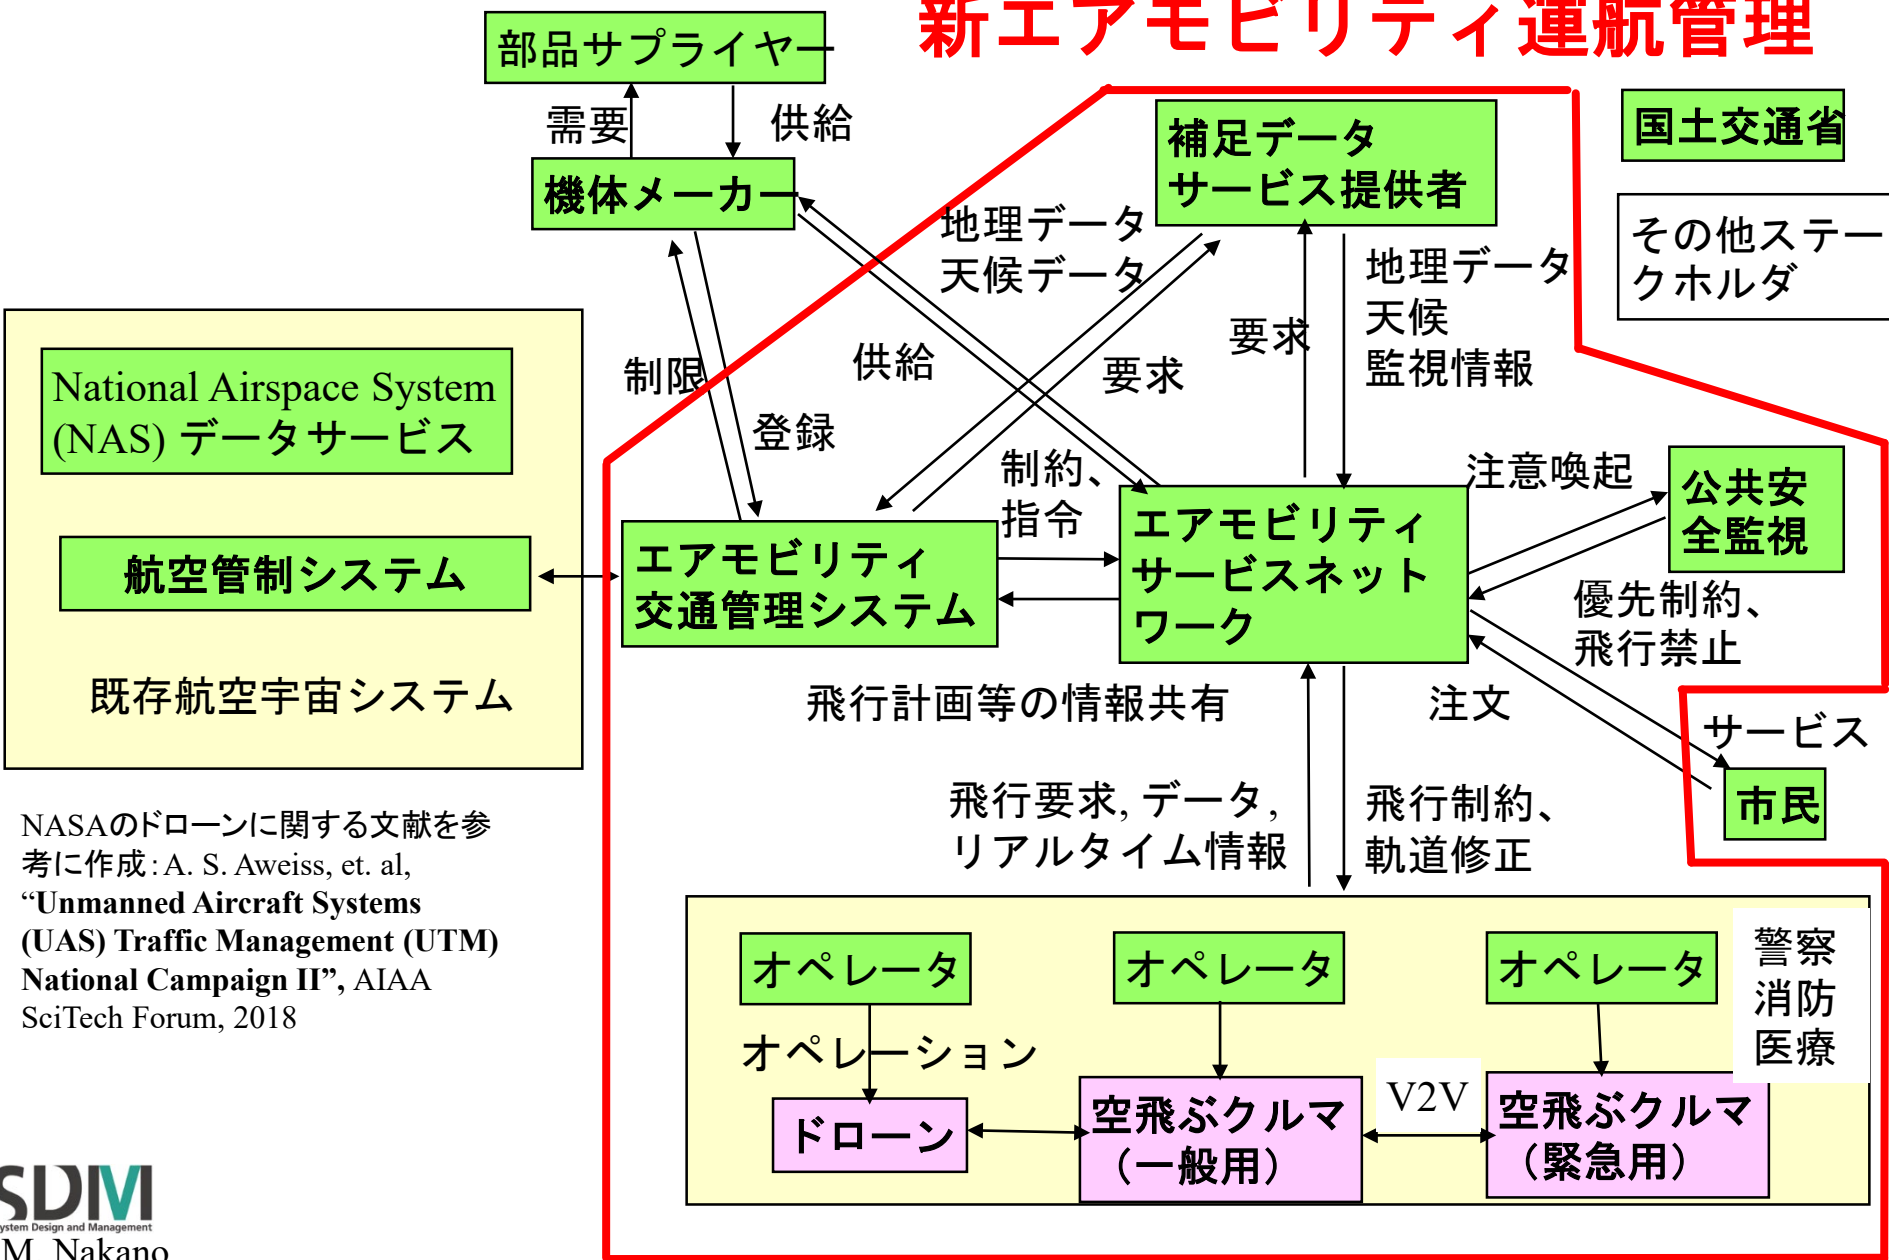 新エアモビリティ運航管理
部品サプライヤー
需要
供給
機体メーカー
補足データ
サービス提供者
国土交通省
その他ステー
クホルダ
地理データ
天候データ
地理データ
天候
監視情報
要求
要求
供給
制限
登録
National Airspace System
(NAS) データサービス
航空管制システム
既存航空宇宙システム
制約、
指令
エアモビリティ
交通管理システム
エアモビリティ
サービスネット
ワーク
注意喚起
公共安
全監視
優先制約、
飛行禁止
飛行計画等の情報共有
注文
サービス
市民
飛行要求, データ,
リアルタイム情報
飛行制約、
軌道修正
NASAのドローンに関する文献を参
考に作成：A. S. Aweiss, et. al,
“Unmanned Aircraft Systems
(UAS) Traffic Management (UTM)
National Campaign II”, AIAA
SciTech Forum, 2018
オペレータ
オペレータ
オペレータ
警察
消防
医療
オペレーション
ドローン
空飛ぶクルマ
（一般用）
V2V
空飛ぶクルマ
（緊急用）
SDM
System Design and Management
M. Nakano